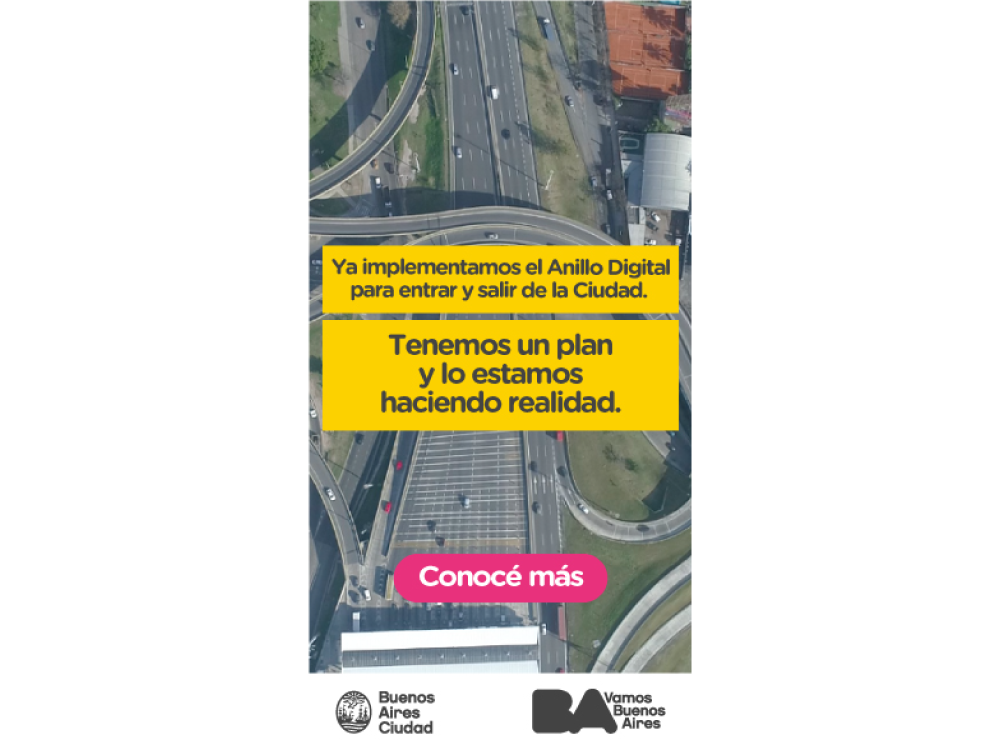 Ya implementamos el Anillo Digital
para entrar y salir de la Ciudad.
Tenemos un plan
y lo estamos
haciendo realidad.
Conocé más
Buenos
Aires
Ciudad
BA
Vamos
Buenos
Aires